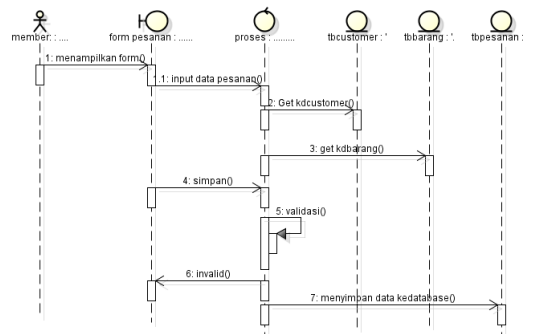 member: : ....
form pesanan : ......
proses : .........
tbcustomer : '
tbbarang : '.
tbpesanan :
1: menampilkan form()
1.1: input data pesanan()
2: Get kdcustomer()
3: get kdbarang()
4: simpan()
5: validasi()
6: invalid()
7: menyimpan data kedatabase()